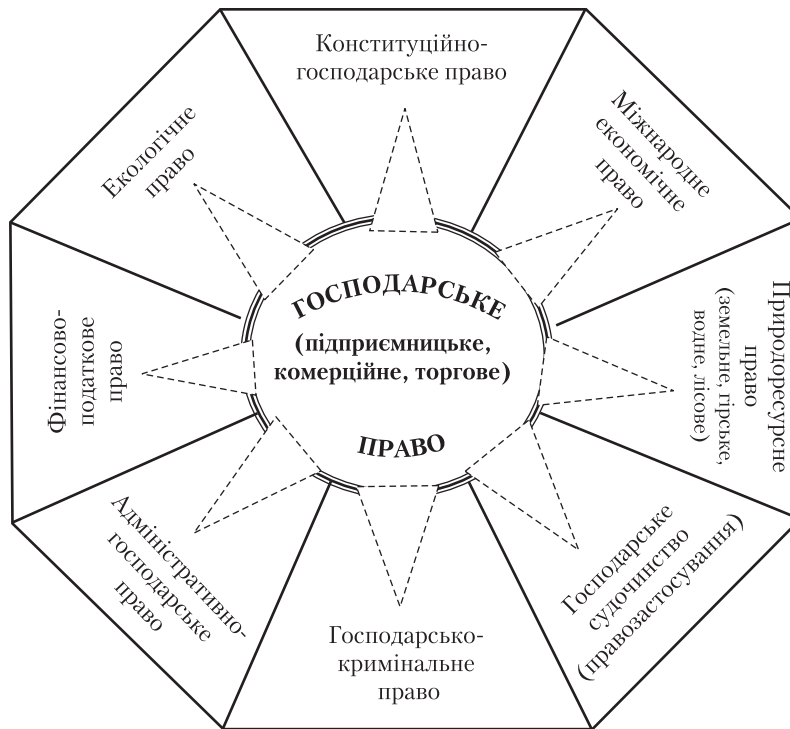 Конституційно-
господарське право
Міжнародне
економічне
право
Природоресурсне
право
(земельне, гірське,
водне, лісове)
Господарське
судочинство
(правозастосування)
Господарсько-
кримінальне
право
Адміністративно-
господарське
право
Фінансово-
податкове
право
Екологічне
право
ГОСПОДАРСЬКЕ
(підприємницьке,
комерційне, торгове)
ПРАВО